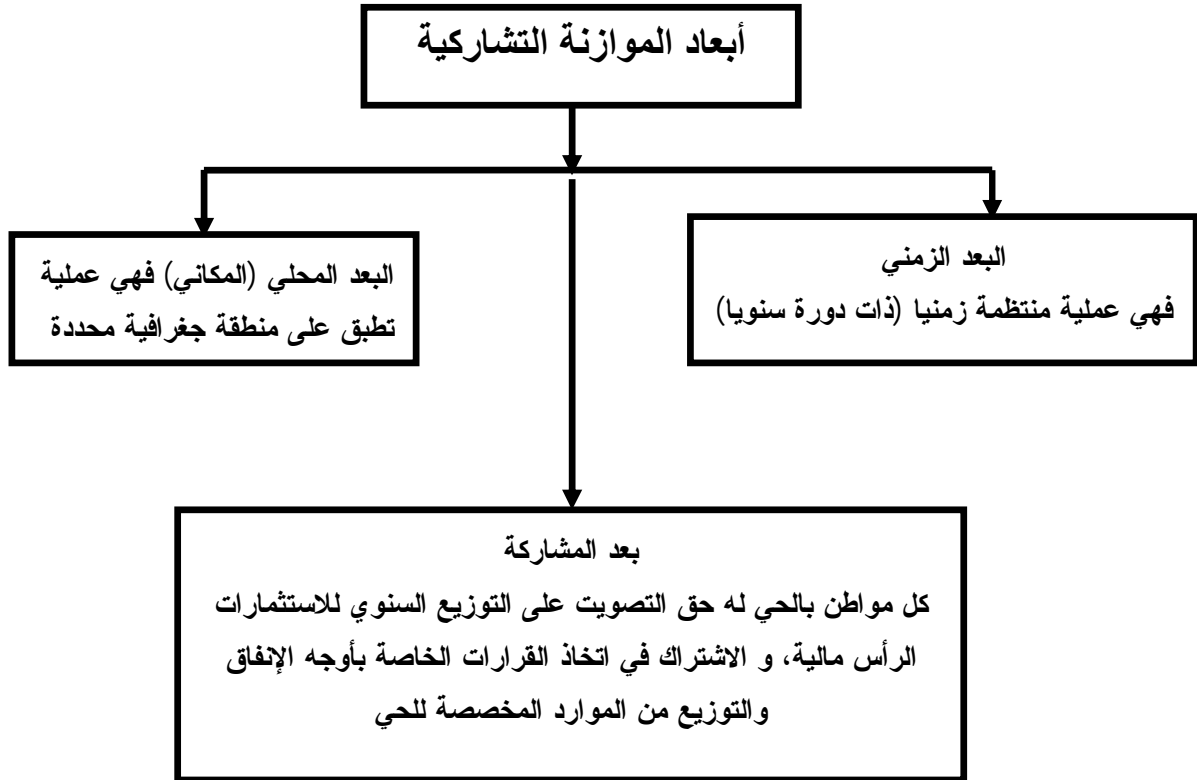 أبعاد الموازنة التشاركية
البعد الزمني
فهي عملية منتظمة زمنيا (ذات دورة سنويا)
البعد المحلي (المكاني) فهي عملية
تطبق على منطقة جغرافية محددة
بعد المشاركة
كل مواطن بالحي له حق التصويت على التوزيع السنوي للاستثمارات
الرأس مالية، و الاشتراك في اتخاذ القرارات الخاصة بأوجه الإنفاق
والتوزيع من الموارد المخصصة للحي